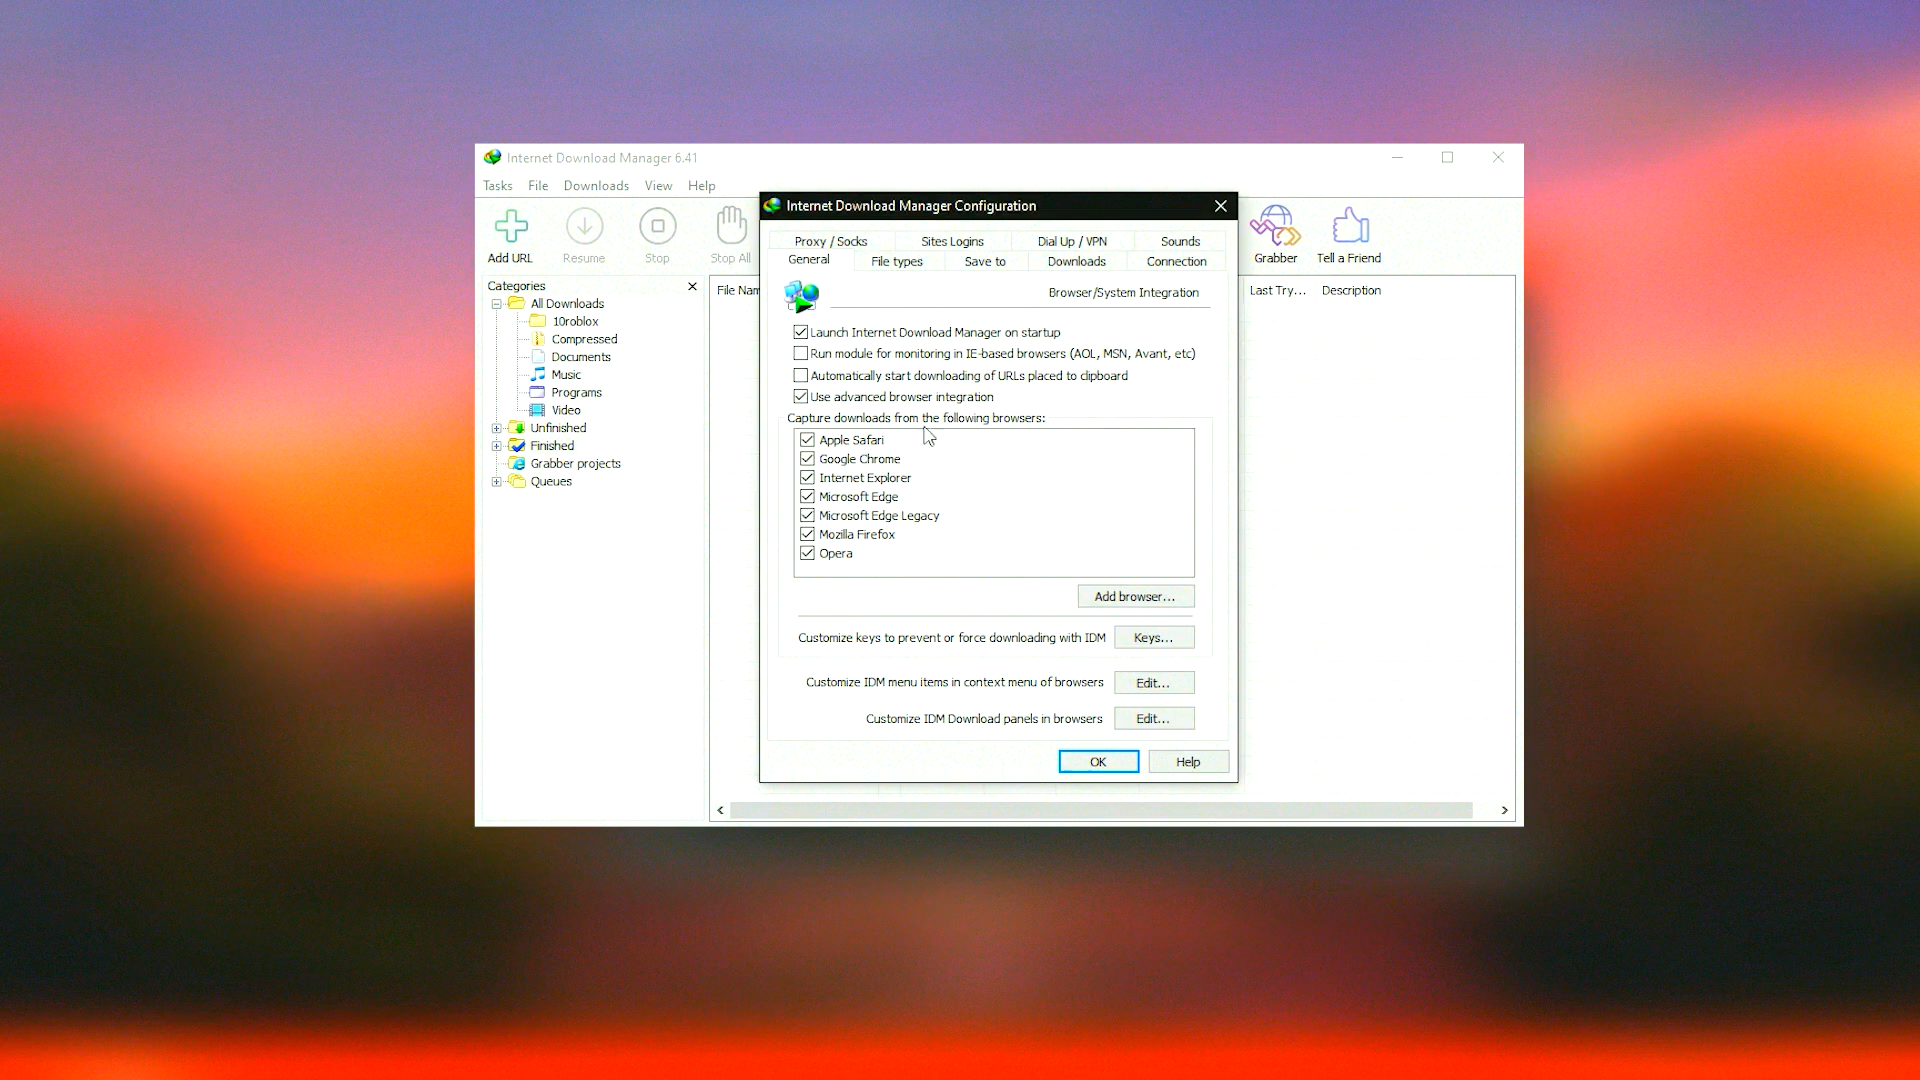 Internet Download Manager 6.41
Tasks File Downloads View Help
Add URL Resume Stop Stop All Grabber Tell a Friend
Categories
All Downloads
10roblox
Compressed
Documents
Music
Programs
Video
Unfinished
Finished
Grabber projects
Queues
File Nam Last Try... Description
Internet Download Manager Configuration
Proxy / Socks Sites Logins Dial Up / VPN Sounds
General File types Save to Downloads Connection
Browser/System Integration
Launch Internet Download Manager on startup
Run module for monitoring in IE-based browsers (AOL, MSN, Avant, etc)
Automatically start downloading of URLs placed to clipboard
Use advanced browser integration
Capture downloads from the following browsers:
Apple Safari
Google Chrome
Internet Explorer
Microsoft Edge
Microsoft Edge Legacy
Mozilla Firefox
Opera
Add browser...
Customize keys to prevent or force downloading with IDM Keys...
Customize IDM menu items in context menu of browsers Edit...
Customize IDM Download panels in browsers Edit...
OK Help